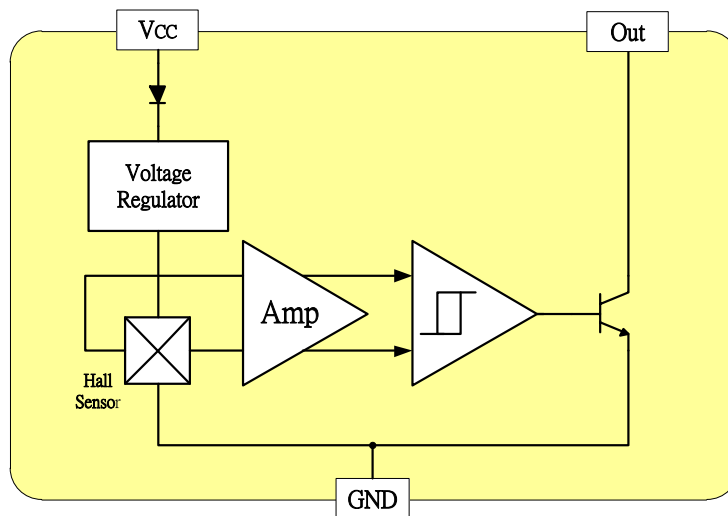 Vcc
Out
Voltage
Regulator
Amp
Hall
Sensor
GND